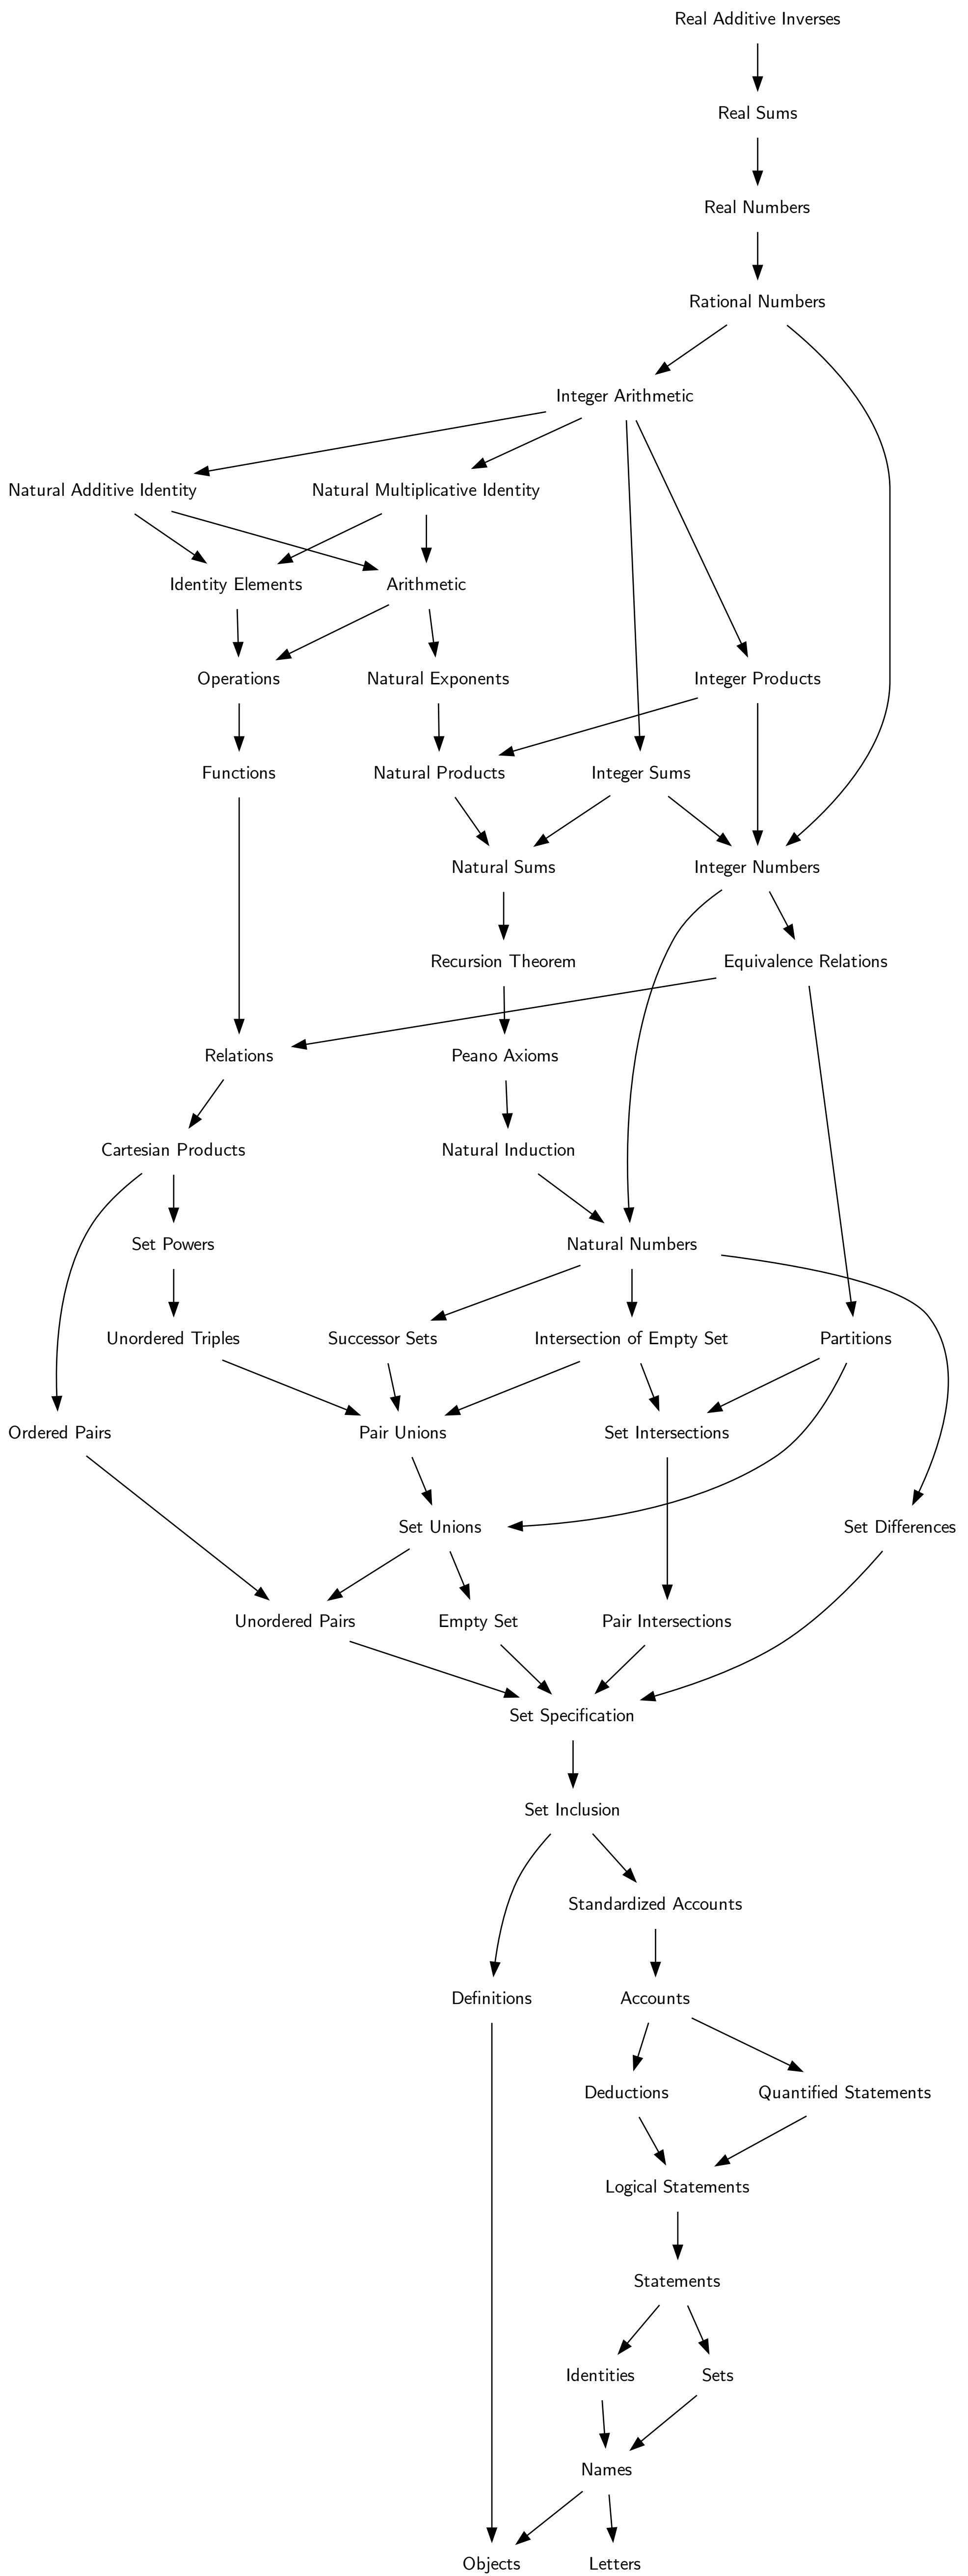 Real Additive Inverses
Real Sums
Real Numbers
Rational Numbers
Integer Arithmetic
Natural Additive Identity
Natural Multiplicative Identity
Identity Elements
Arithmetic
Operations
Natural Exponents
Integer Products
Functions
Natural Products
Integer Sums
Natural Sums
Integer Numbers
Recursion Theorem
Equivalence Relations
Relations
Peano Axioms
Cartesian Products
Natural Induction
Set Powers
Natural Numbers
Unordered Triples
Successor Sets
Intersection of Empty Set
Partitions
Ordered Pairs
Pair Unions
Set Intersections
Set Unions
Set Differences
Unordered Pairs
Empty Set
Pair Intersections
Set Specification
Set Inclusion
Standardized Accounts
Definitions
Accounts
Deductions
Quantified Statements
Logical Statements
Statements
Identities
Sets
Names
Objects
Letters